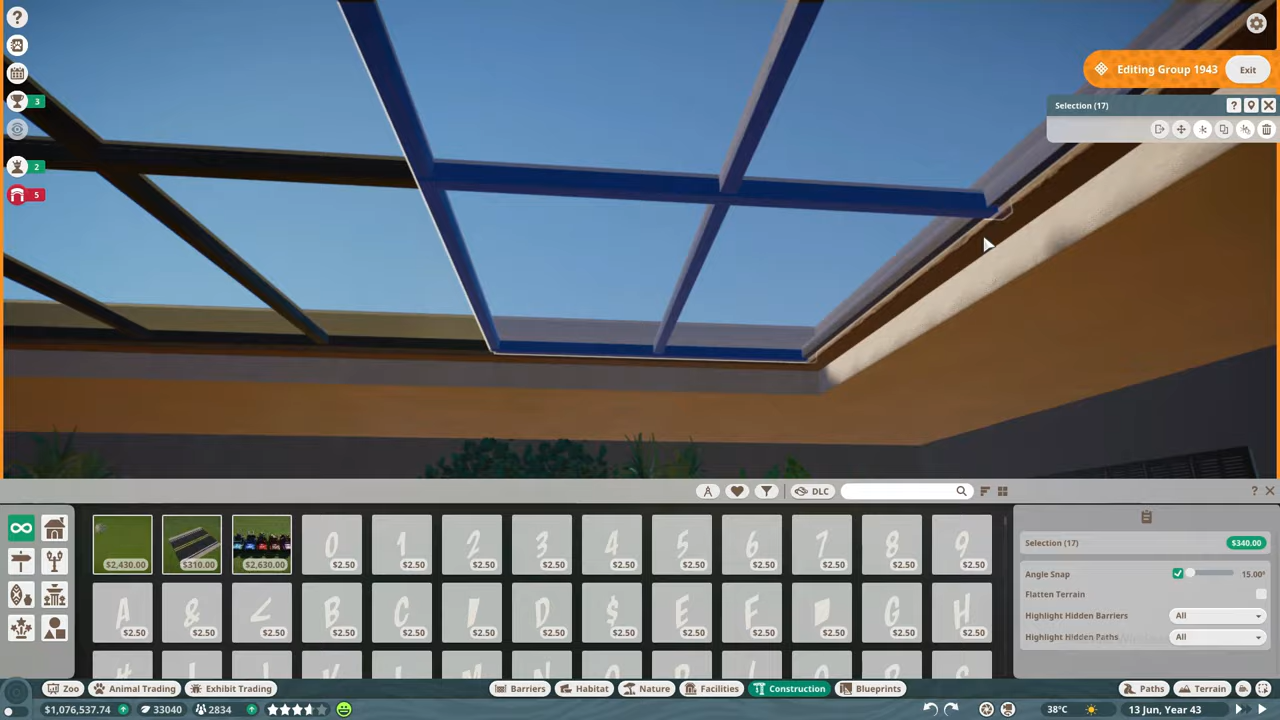 ?
Editing Group 1943
Exit
3
Selection (17)
?
2
5
DLC
?
$2,430.00
$310.00
$2,630.00
0
$2.50
1
$2.50
2
$2.50
3
$2.50
4
$2.50
5
$2.50
6
$2.50
7
$2.50
8
$2.50
9
$2.50
Selection (17)
$340.00
Angle Snap
15.00°
Flatten Terrain
Highlight Hidden Barriers
All
Highlight Hidden Paths
All
A
$2.50
&
$2.50
<
$2.50
B
$2.50
C
$2.50
$2.50
D
$2.50
$
$2.50
E
$2.50
F
$2.50
$2.50
G
$2.50
H
$2.50
Zoo
Animal Trading
Exhibit Trading
Barriers
Habitat
Nature
Facilities
Construction
Blueprints
Paths
Terrain
$1,076,537.74
33040
2834
38°C
13 Jun, Year 43